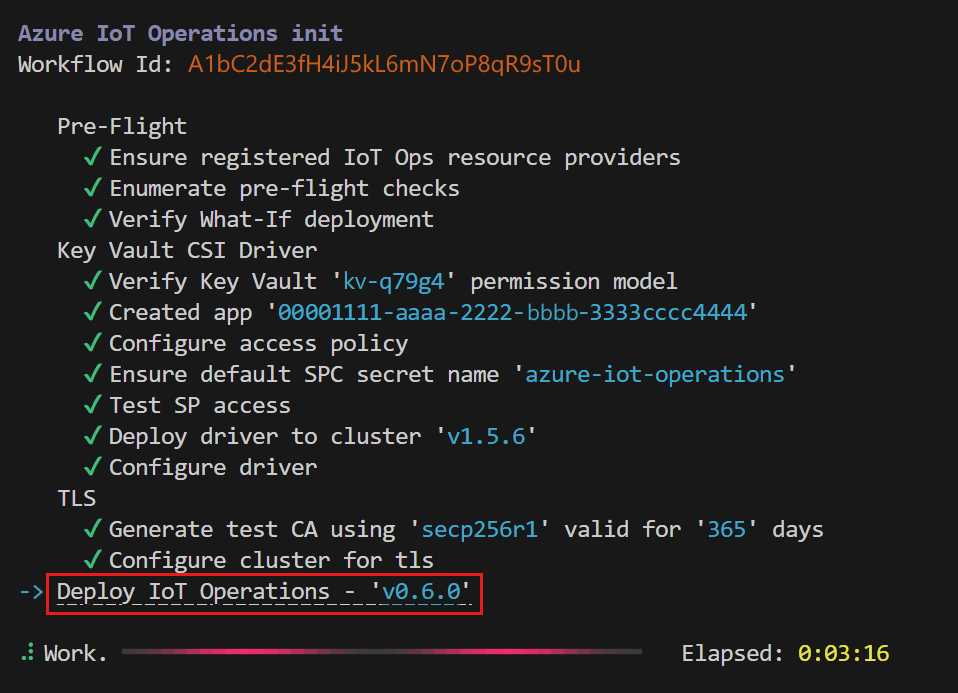 Azure IoT Operations init
Workflow Id: A1bC2dE3fH4iJ5kL6mN7oP8qR9sT0u
Pre-Flight
✓ Ensure registered IoT Ops resource providers
✓ Enumerate pre-flight checks
✓ Verify What-If deployment
Key Vault CSI Driver
✓ Verify Key Vault 'kv-q79g4' permission model
✓ Created app '00001111-aaaa-2222-bbbb-3333cccc4444'
✓ Configure access policy
✓ Ensure default SPC secret name 'azure-iot-operations'
✓ Test SP access
✓ Deploy driver to cluster 'v1.5.6'
✓ Configure driver
TLS
✓ Generate test CA using 'secp256r1' valid for '365' days
✓ Configure cluster for tls
-> Deploy IoT Operations - 'v0.6.0'
Work. Elapsed: 0:03:16